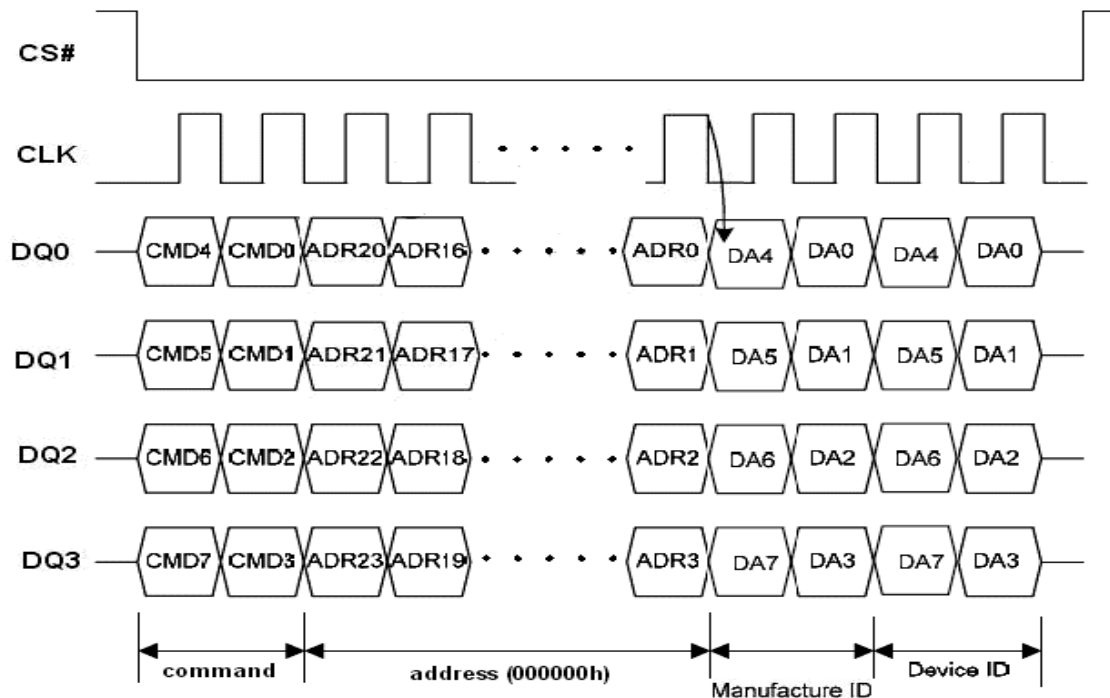 CS#
CLK
DQ0 CMD4 CMD0 ADR20 ADR16 ADR0 DA4 DA0 DA4 DA0
DQ1 CMD5 CMD1 ADR21 ADR17 ADR1 DA5 DA1 DA5 DA1
DQ2 CMD6 CMD2 ADR22 ADR18 ADR2 DA6 DA2 DA6 DA2
DQ3 CMD7 CMD3 ADR23 ADR19 ADR3 DA7 DA3 DA7 DA3
command address (000000h) Manufacture ID Device ID